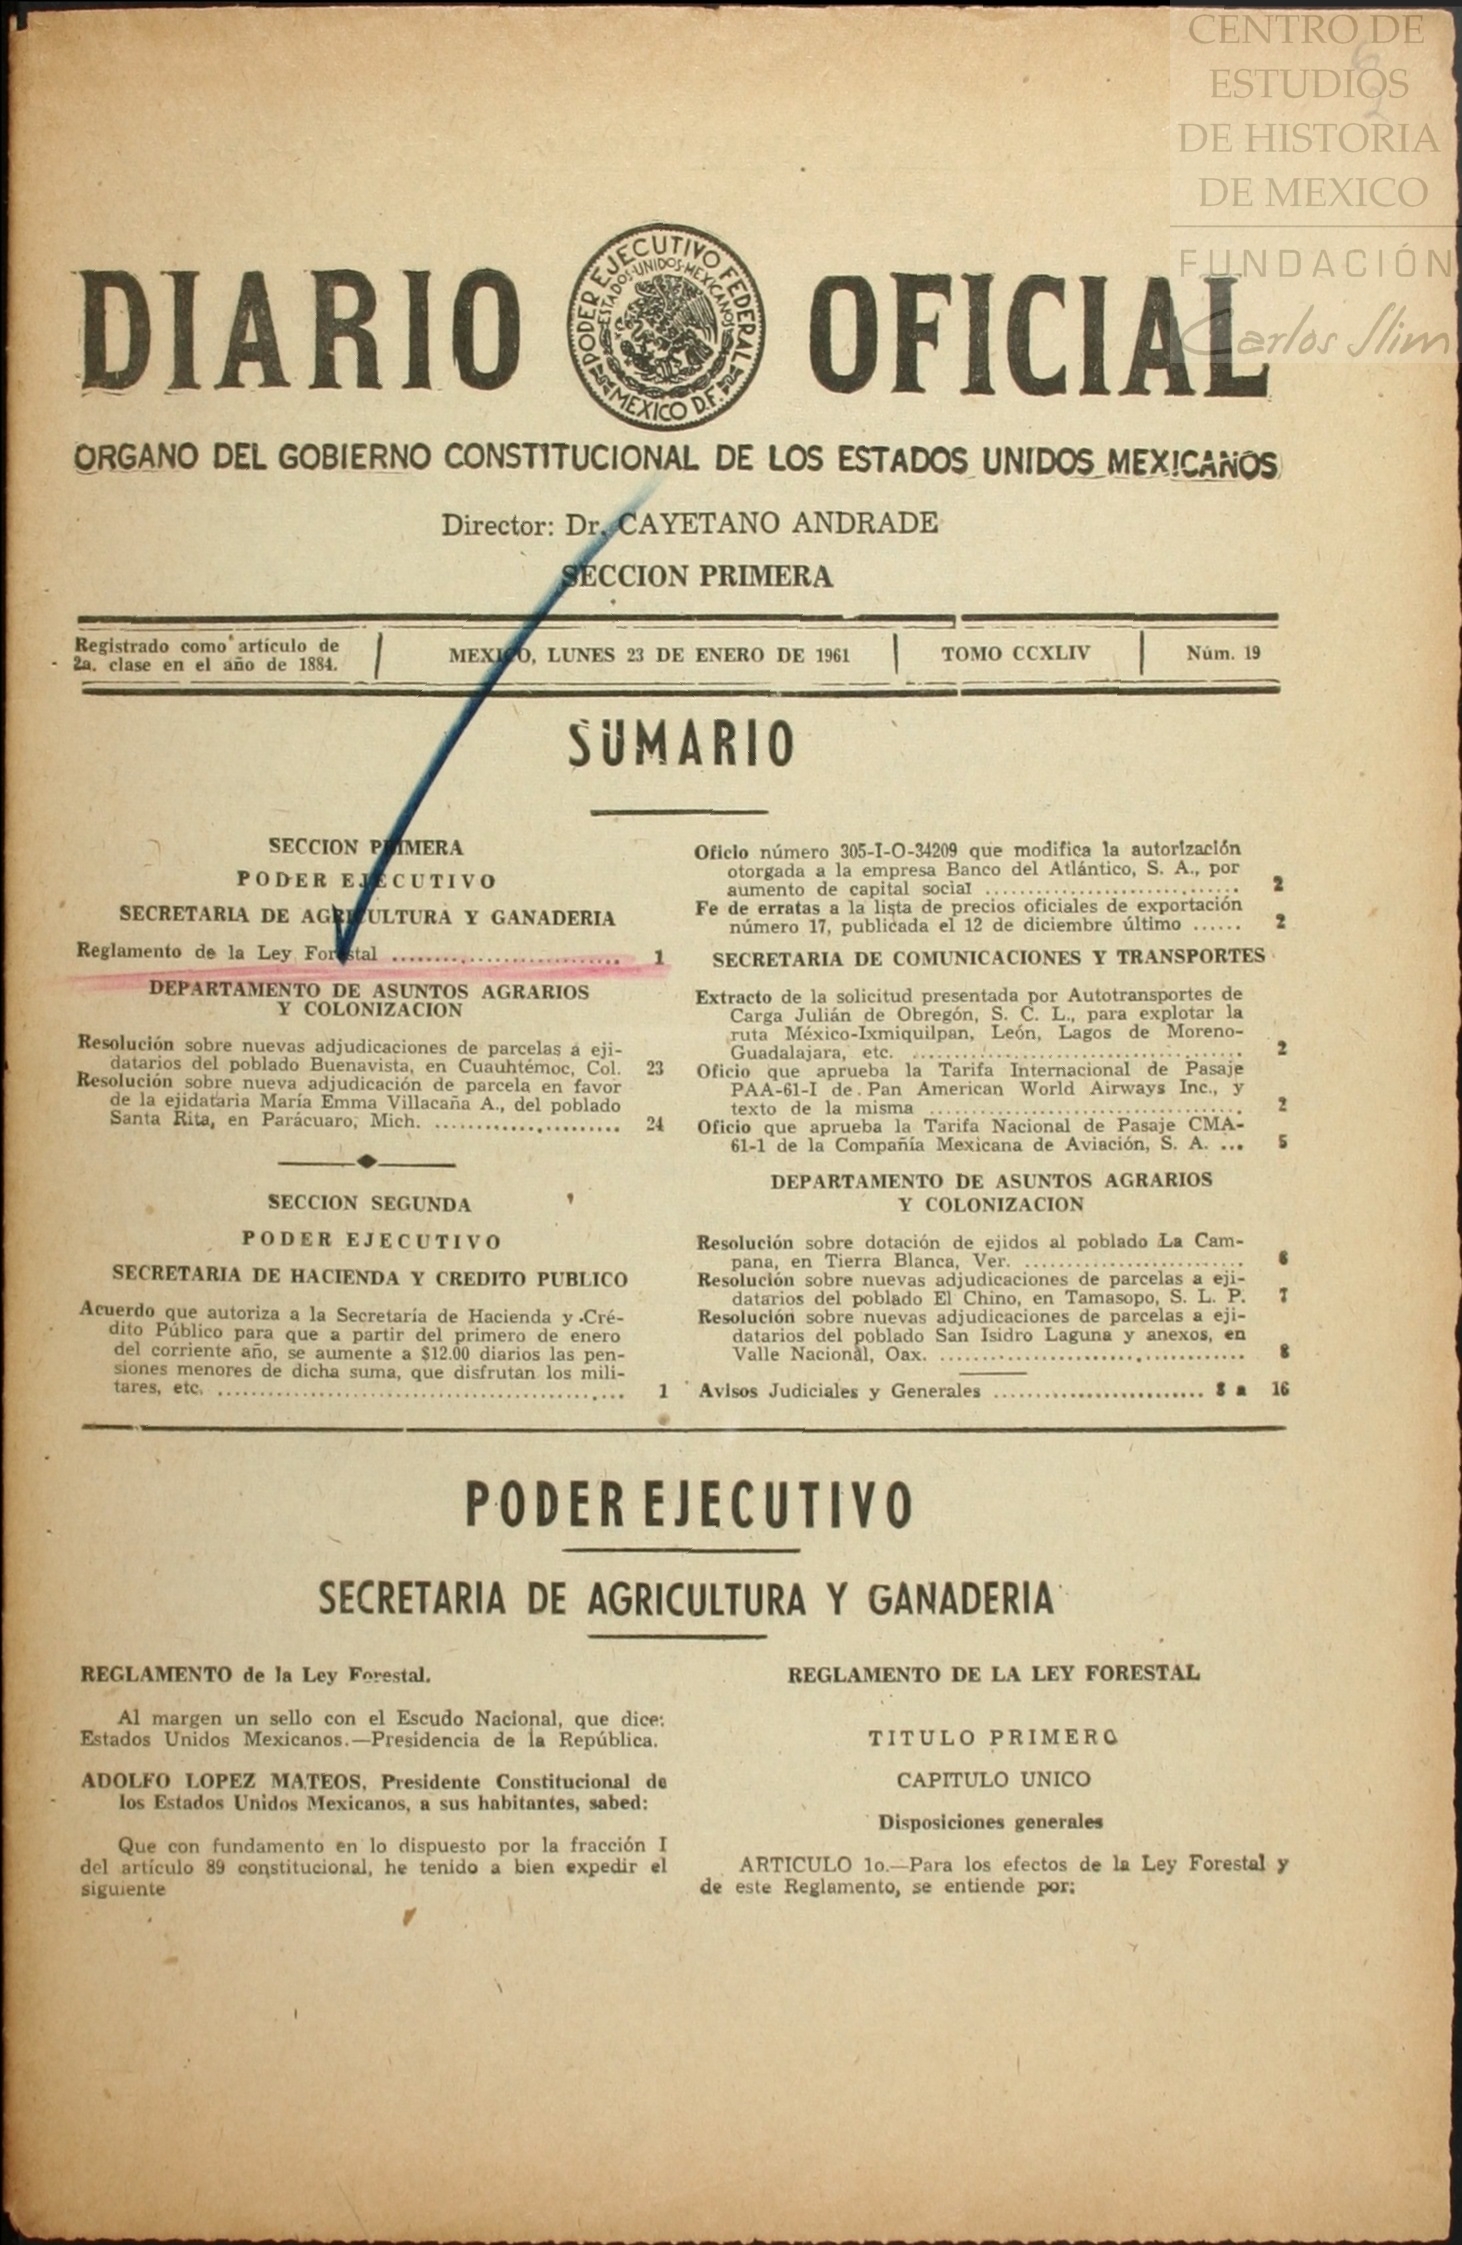 CENTRO DE
ESTUDIOS
DE HISTORIA
DE MEXICO
FUNDACIÓN
Carlos Slim
DIARIO OFICIAL
PODER EJECUTIVO FEDERAL
ESTADOS UNIDOS MEXICANOS
MEXICO D.F.
ORGANO DEL GOBIERNO CONSTITUCIONAL DE LOS ESTADOS UNIDOS MEXICANOS
Director: Dr. CAYETANO ANDRADE
SECCION PRIMERA
Registrado como artículo de
2a. clase en el año de 1884.
MEXICO, LUNES 23 DE ENERO DE 1961
TOMO CCXLIV
Núm. 19
SUMARIO
SECCION PRIMERA
PODER EJECUTIVO
SECRETARIA DE AGRICULTURA Y GANADERIA
Reglamento de la Ley Forestal .......................... 1
DEPARTAMENTO DE ASUNTOS AGRARIOS
Y COLONIZACION
Resolución sobre nuevas adjudicaciones de parcelas a eji-
datarios del poblado Buenavista, en Cuauhtémoc, Col. 23
Resolución sobre nueva adjudicación de parcela en favor
de la ejidataria María Emma Villacaña A., del poblado
Santa Rita, en Parácuaro, Mich. ...................... 24
SECCION SEGUNDA
PODER EJECUTIVO
SECRETARIA DE HACIENDA Y CREDITO PUBLICO
Acuerdo que autoriza a la Secretaría de Hacienda y Cré-
dito Público para que a partir del primero de enero
del corriente año, se aumente a $12.00 diarios las pen-
siones menores de dicha suma, que disfrutan los mili-
tares, etc. ............................................ 1
Oficio número 305-I-O-34209 que modifica la autorización
otorgada a la empresa Banco del Atlántico, S. A., por
aumento de capital social ............................ 2
Fe de erratas a la lista de precios oficiales de exportación
número 17, publicada el 12 de diciembre último ...... 2
SECRETARIA DE COMUNICACIONES Y TRANSPORTES
Extracto de la solicitud presentada por Autotransportes de
Carga Julián de Obregón, S. C. L., para explotar la
ruta México-Ixmiquilpan, León, Lagos de Moreno-
Guadalajara, etc. ..................................... 2
Oficio que aprueba la Tarifa Internacional de Pasaje
PAA-61-I de Pan American World Airways Inc., y
texto de la misma .................................... 2
Oficio que aprueba la Tarifa Nacional de Pasaje CMA-
61-1 de la Compañía Mexicana de Aviación, S. A. ... 5
DEPARTAMENTO DE ASUNTOS AGRARIOS
Y COLONIZACION
Resolución sobre dotación de ejidos al poblado La Cam-
pana, en Tierra Blanca, Ver. ......................... 6
Resolución sobre nuevas adjudicaciones de parcelas a eji-
datarios del poblado El Chino, en Tamasopo, S. L. P. 7
Resolución sobre nuevas adjudicaciones de parcelas a eji-
datarios del poblado San Isidro Laguna y anexos, en
Valle Nacional, Oax. .................................. 8
Avisos Judiciales y Generales ........................ 8 a 16
PODER EJECUTIVO
SECRETARIA DE AGRICULTURA Y GANADERIA
REGLAMENTO de la Ley Forestal.
Al margen un sello con el Escudo Nacional, que dice:
Estados Unidos Mexicanos.—Presidencia de la República.
ADOLFO LOPEZ MATEOS, Presidente Constitucional de
los Estados Unidos Mexicanos, a sus habitantes, sabed:
Que con fundamento en lo dispuesto por la fracción I
del artículo 89 constitucional, he tenido a bien expedir el
siguiente
REGLAMENTO DE LA LEY FORESTAL
TITULO PRIMERO
CAPITULO UNICO
Disposiciones generales
ARTICULO 1o.—Para los efectos de la Ley Forestal y
de este Reglamento, se entiende por: